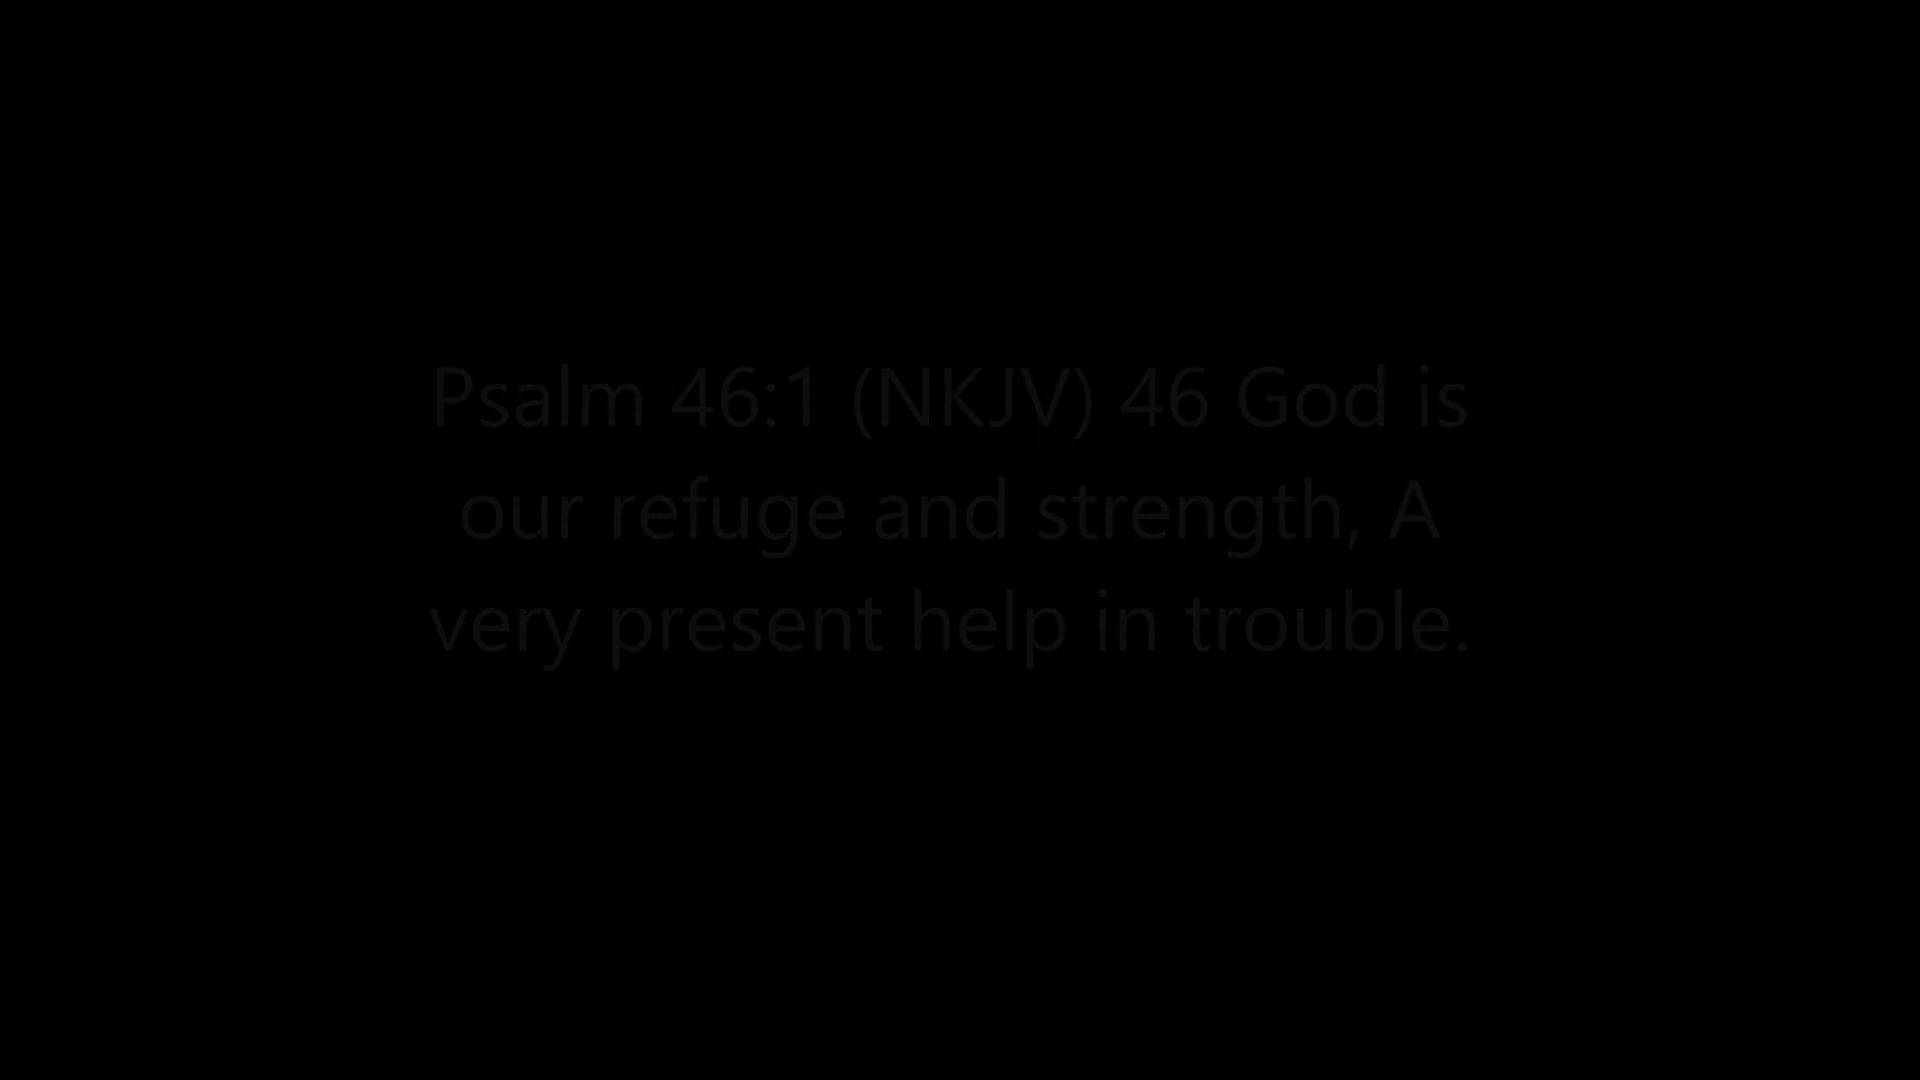 Psalm 46:1 (NKJV) 46 God is
our refuge and strength, A
very present help in trouble.